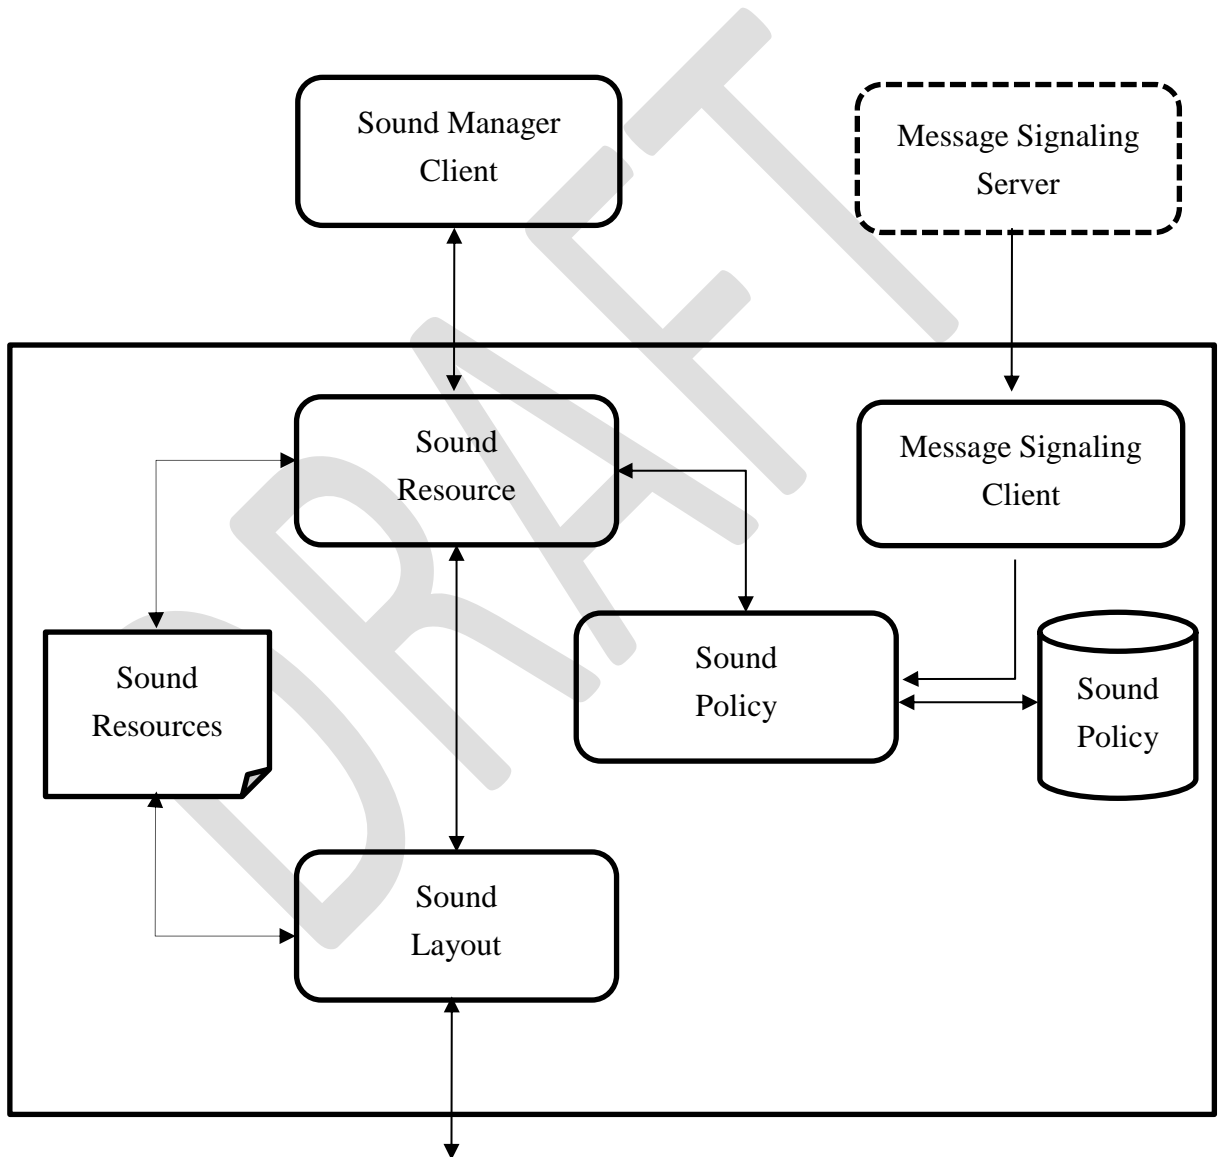 Sound Manager
Client
Message Signaling
Server
Sound
Resource
Message Signaling
Client
Sound
Resources
Sound
Policy
Sound
Policy
Sound
Layout
DRAFT